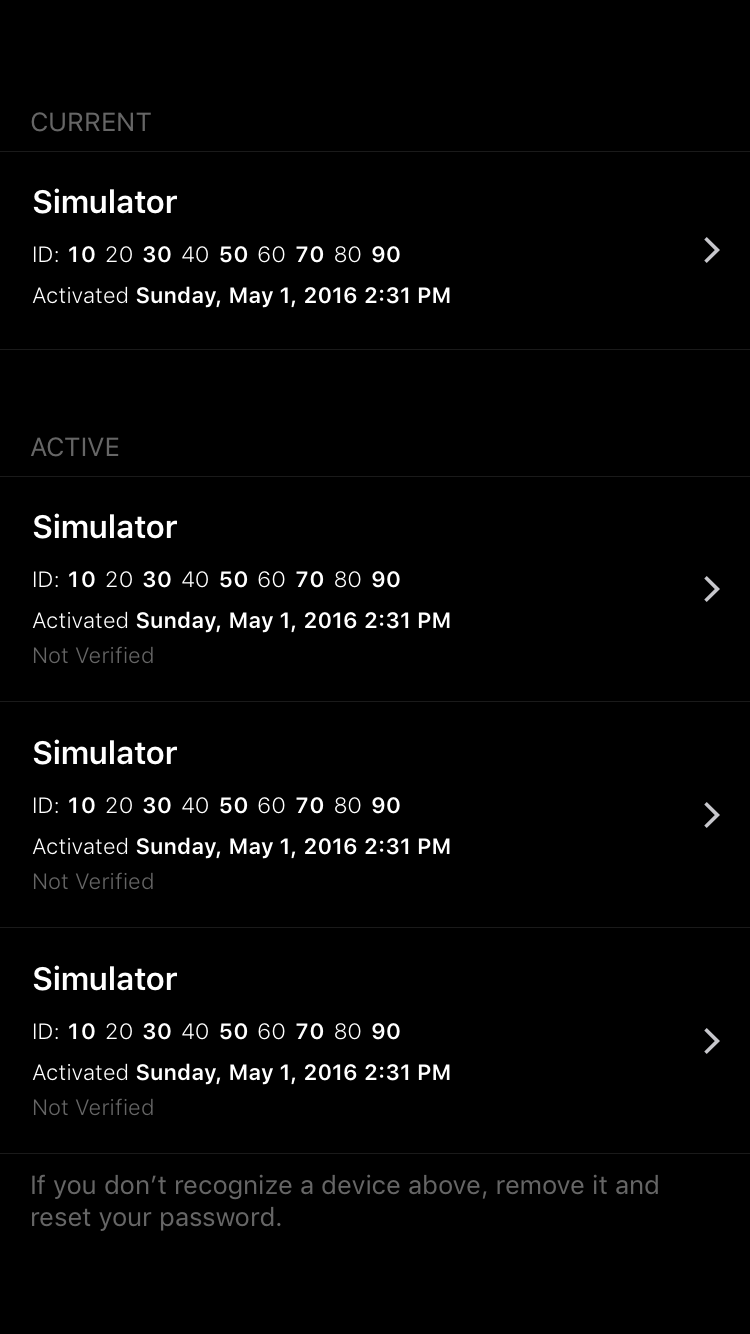 CURRENT
Simulator
ID: 10 20 30 40 50 60 70 80 90
Activated Sunday, May 1, 2016 2:31 PM
ACTIVE
Simulator
ID: 10 20 30 40 50 60 70 80 90
Activated Sunday, May 1, 2016 2:31 PM
Not Verified
Simulator
ID: 10 20 30 40 50 60 70 80 90
Activated Sunday, May 1, 2016 2:31 PM
Not Verified
Simulator
ID: 10 20 30 40 50 60 70 80 90
Activated Sunday, May 1, 2016 2:31 PM
Not Verified
If you don’t recognize a device above, remove it and
reset your password.